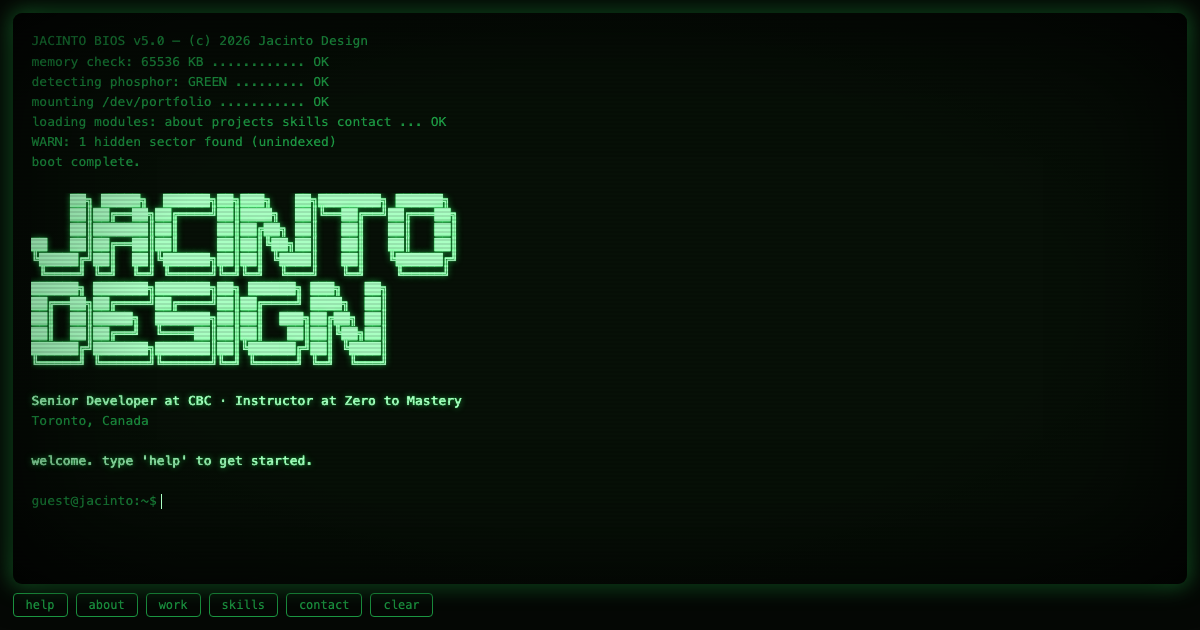 JACINTO BIOS v5.0 — (c) 2026 Jacinto Design
memory check: 65536 KB ............ OK
detecting phosphor: GREEN ......... OK
mounting /dev/portfolio ........... OK
loading modules: about projects skills contact ... OK
WARN: 1 hidden sector found (unindexed)
boot complete.
JACINTO
DESIGN
Senior Developer at CBC · Instructor at Zero to Mastery
Toronto, Canada
welcome. type 'help' to get started.
guest@jacinto:~$
help about work skills contact clear